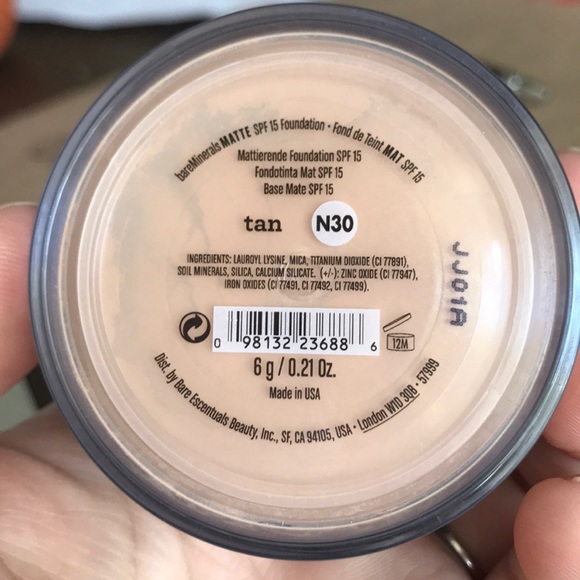 bareMinerals MATTE SPF 15 Foundation • Fond de Teint MAT SPF 15
Mattierende Foundation SPF 15
Fondotinta Mat SPF 15
Base Mate SPF 15
tan N30
INGREDIENTS: LAUROYL LYSINE, MICA, TITANIUM DIOXIDE (CI 77891),
SOIL MINERALS, SILICA, CALCIUM SILICATE. (+/-): ZINC OXIDE (CI 77947),
IRON OXIDES (CI 77491, CI 77492, CI 77499).
JJ01A
0 98132 23688 6
12M
6 g / 0.21 Oz.
Made in USA
Dist. by Bare Escentuals Beauty, Inc., SF, CA 94105, USA • London W1D 3QB • 57999